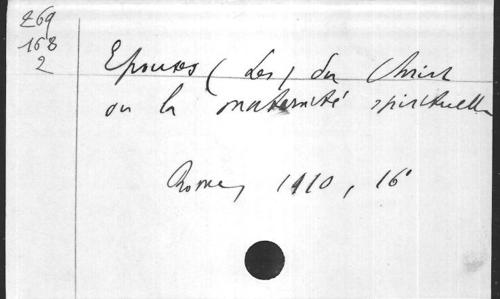 269
168
2
Epouses (Les) du Christ
ou la maternité spirituelle
Rome, 1910, 16°